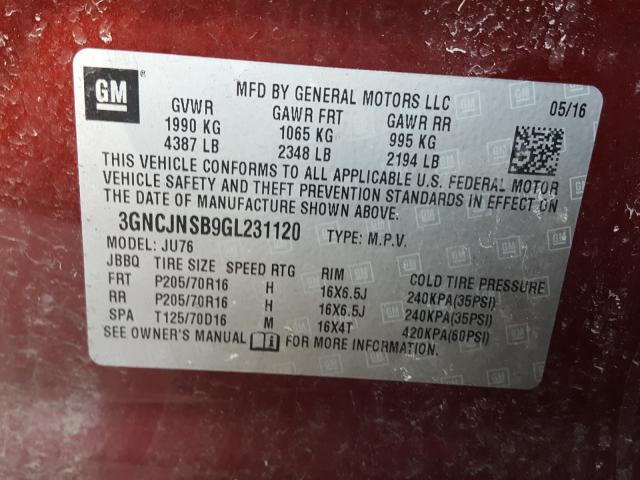 GM
MFD BY GENERAL MOTORS LLC
05/16
GVWR GAWR FRT GAWR RR
1990 KG 1065 KG 995 KG
4387 LB 2348 LB 2194 LB
THIS VEHICLE CONFORMS TO ALL APPLICABLE U.S. FEDERAL MOTOR
VEHICLE SAFETY AND THEFT PREVENTION STANDARDS IN EFFECT ON
THE DATE OF MANUFACTURE SHOWN ABOVE.
3GNCJNSB9GL231120 TYPE: M.P.V.
MODEL: JU76
JBBQ TIRE SIZE SPEED RTG RIM COLD TIRE PRESSURE
FRT P205/70R16 H 16X6.5J 240KPA(35PSI)
RR P205/70R16 H 16X6.5J 240KPA(35PSI)
SPA T125/70D16 M 16X4T 420KPA(60PSI)
SEE OWNER'S MANUAL FOR MORE INFORMATION.